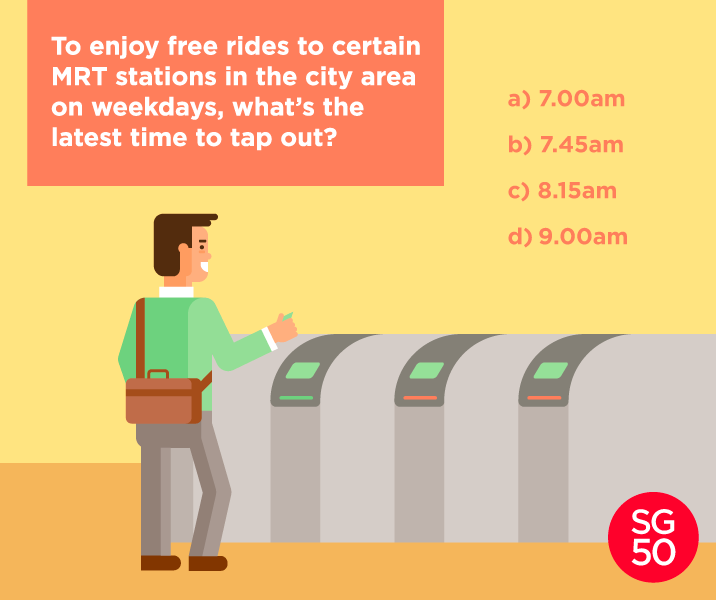 To enjoy free rides to certain
MRT stations in the city area
on weekdays, what's the
latest time to tap out?
a) 7.00am
b) 7.45am
c) 8.15am
d) 9.00am
SG
50